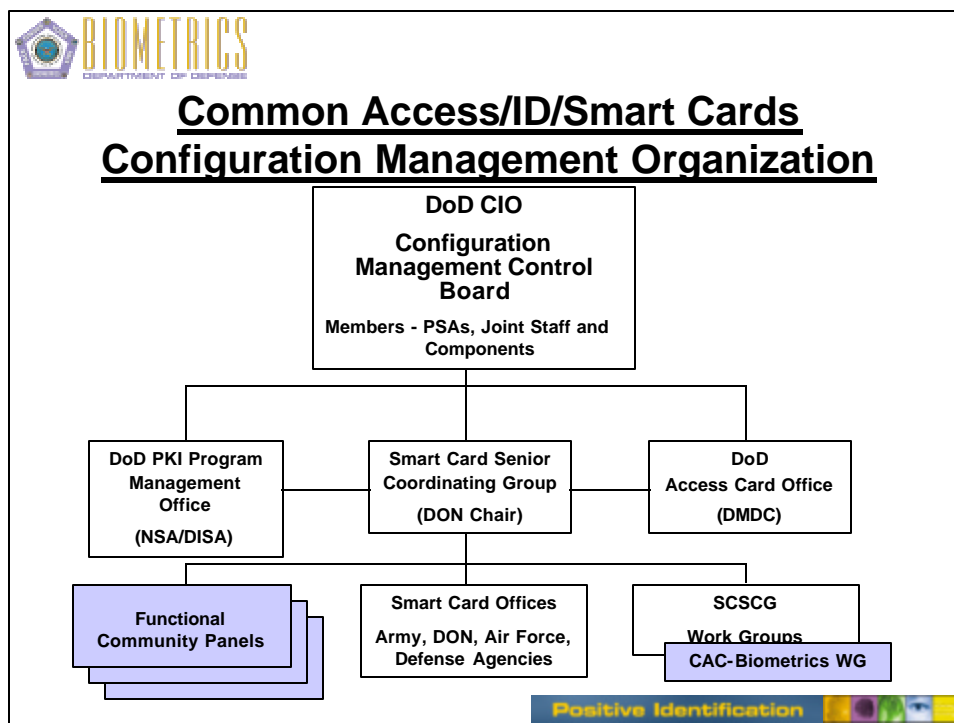 BIOMETRICS
DEPARTMENT OF DEFENSE
Common Access/ID/Smart Cards
Configuration Management Organization
DoD CIO
Configuration
Management Control
Board
Members - PSAs, Joint Staff and
Components
DoD PKI Program
Management
Office
(NSA/DISA)
Smart Card Senior
Coordinating Group
(DON Chair)
DoD
Access Card Office
(DMDC)
Functional
Community Panels
Smart Card Offices
Army, DON, Air Force,
Defense Agencies
SCSCG
Work Groups
CAC-Biometrics WG
Positive Identification